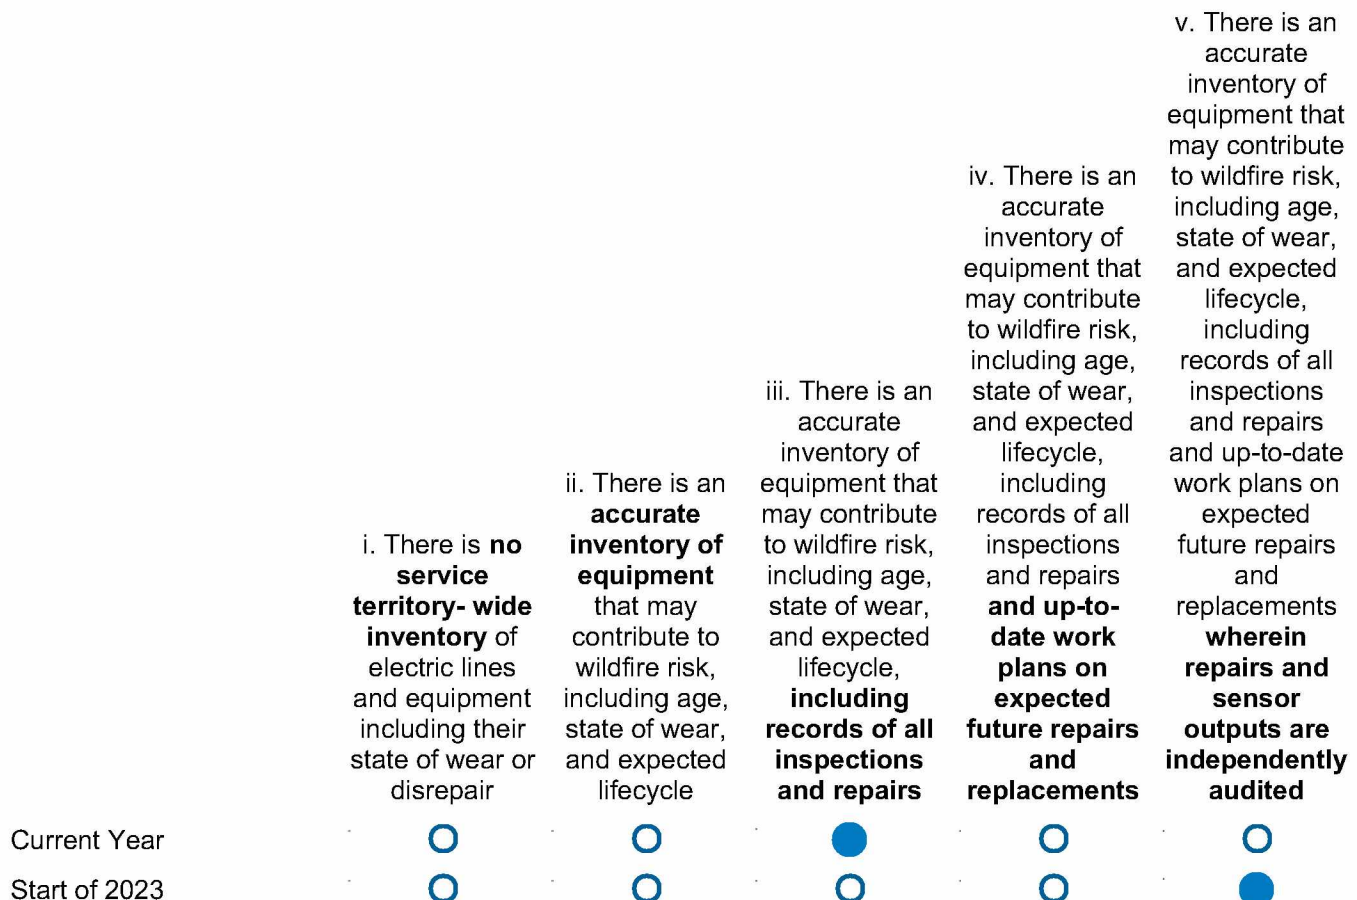 i. There is no
service
territory- wide
inventory of
electric lines
and equipment
including their
state of wear or
disrepair
ii. There is an
accurate
inventory of
equipment
that may
contribute to
wildfire risk,
including age,
state of wear,
and expected
lifecycle
iii. There is an
accurate
inventory of
equipment that
may contribute
to wildfire risk,
including age,
state of wear,
and expected
lifecycle,
including
records of all
inspections
and repairs
iv. There is an
accurate
inventory of
equipment that
may contribute
to wildfire risk,
including age,
state of wear,
and expected
lifecycle,
including
records of all
inspections
and repairs
and up-to-
date work
plans on
expected
future repairs
and
replacements
v. There is an
accurate
inventory of
equipment that
may contribute
to wildfire risk,
including age,
state of wear,
and expected
lifecycle,
including
records of all
inspections
and repairs
and up-to-date
work plans on
expected
future repairs
and
replacements
wherein
repairs and
sensor
outputs are
independently
audited
Current Year
Start of 2023